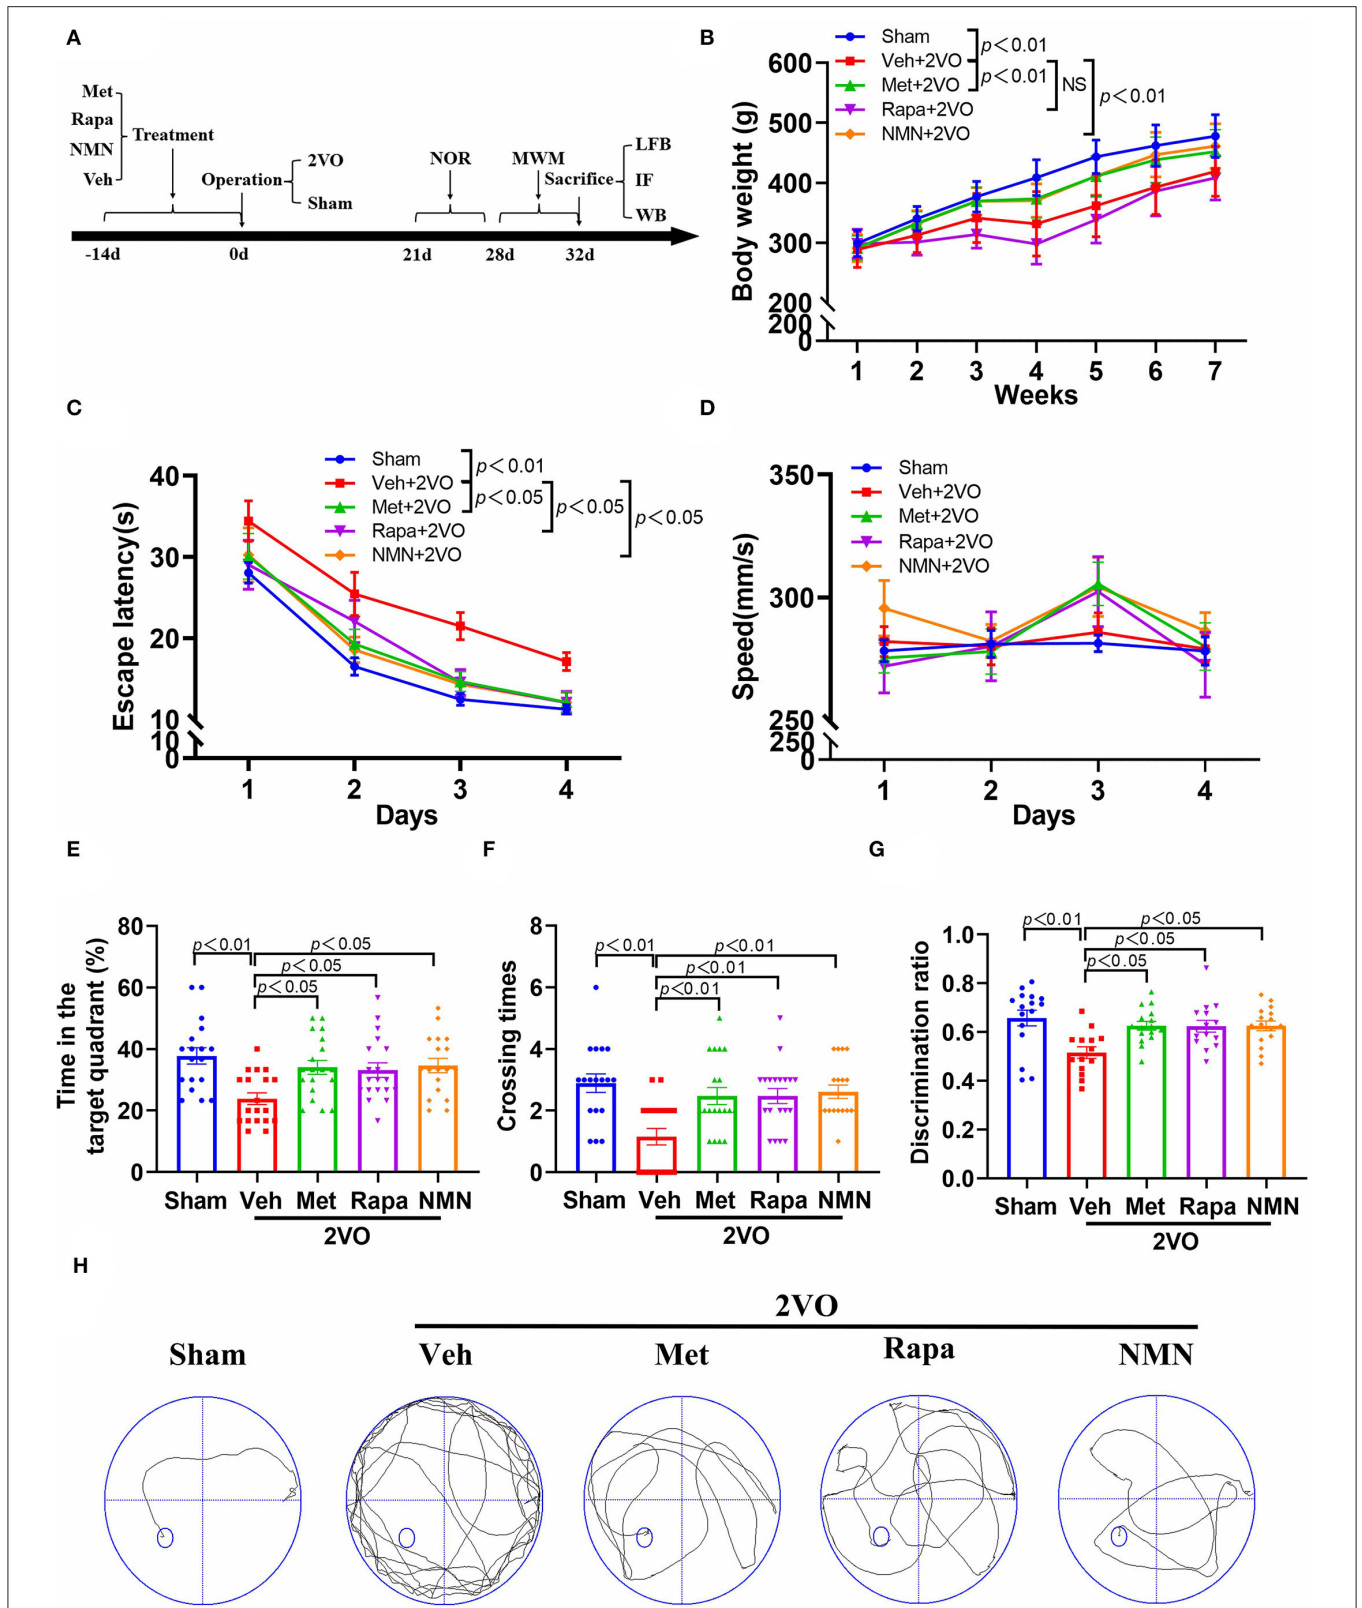 A
Met
Rapa
NMN
Veh
Treatment
Operation
2VO
Sham
NOR
MWM
Sacrifice
LFB
IF
WB
-14d
0d
21d
28d
32d
B
Sham
Veh+2VO
Met+2VO
Rapa+2VO
NMN+2VO
p<0.01
p<0.01
NS
p<0.01
Body weight (g)
600
500
400
300
200
200
0
1 2 3 4 5 6 7
Weeks
C
Sham
Veh+2VO
Met+2VO
Rapa+2VO
NMN+2VO
p<0.01
p<0.05
p<0.05
p<0.05
Escape latency(s)
40
30
20
10
10
0
1 2 3 4
Days
D
Sham
Veh+2VO
Met+2VO
Rapa+2VO
NMN+2VO
Speed(mm/s)
350
300
250
250
0
1 2 3 4
Days
E
Time in the
target quadrant (%)
80
60
40
20
0
p<0.01
p<0.05
p<0.05
p<0.05
Sham Veh Met Rapa NMN
2VO
F
Crossing times
8
6
4
2
0
p<0.01
p<0.01
p<0.01
p<0.01
Sham Veh Met Rapa NMN
2VO
G
Discrimination ratio
1.0
0.8
0.6
0.4
0.2
0.0
p<0.01
p<0.05
p<0.05
p<0.05
Sham Veh Met Rapa NMN
2VO
H
2VO
Sham Veh Met Rapa NMN